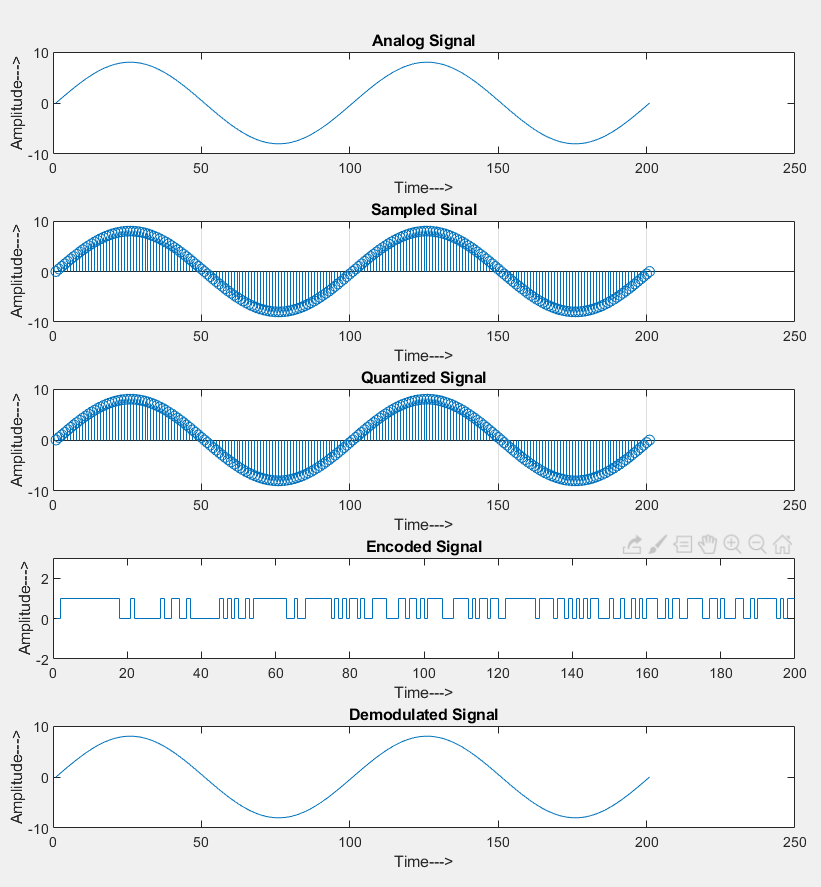 Analog Signal
10
0
-10
Amplitude--->
0 50 100 150 200 250
Time--->
Sampled Sinal
10
0
-10
Amplitude--->
0 50 100 150 200 250
Time--->
Quantized Signal
10
0
-10
Amplitude--->
0 50 100 150 200 250
Time--->
Encoded Signal
2
0
-2
Amplitude--->
0 20 40 60 80 100 120 140 160 180 200
Time--->
Demodulated Signal
10
0
-10
Amplitude--->
0 50 100 150 200 250
Time--->